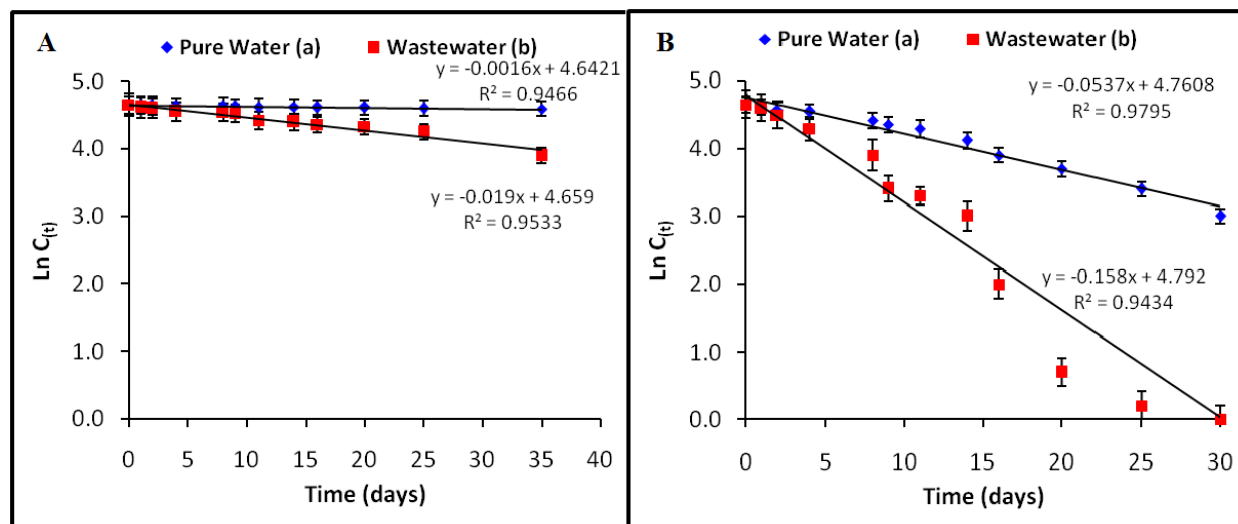 A
Pure Water (a) Wastewater (b)
y = -0.0016x + 4.6421
R² = 0.9466
y = -0.019x + 4.659
R² = 0.9533
5.0
4.0
3.0
2.0
1.0
0.0
Ln C(t)
0 5 10 15 20 25 30 35 40
Time (days)
B
Pure Water (a) Wastewater (b)
y = -0.0537x + 4.7608
R² = 0.9795
y = -0.158x + 4.792
R² = 0.9434
5.0
4.0
3.0
2.0
1.0
0.0
Ln C(t)
0 5 10 15 20 25 30
Time (days)